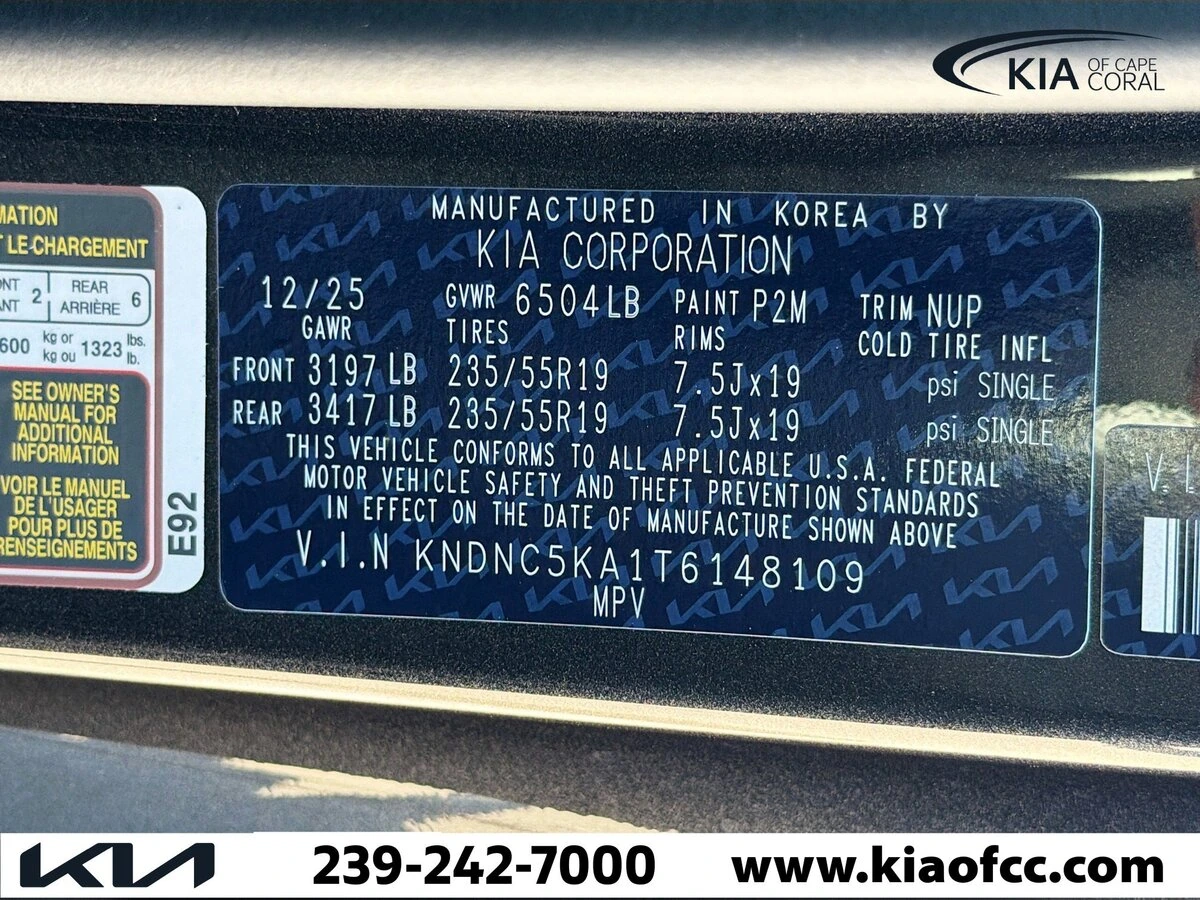 KIA OF CAPE
CORAL
MATION
LE-CHARGEMENT
2 REAR 6
ARRIÈRE
600 kg or 1323 lbs.
kg ou lb.
SEE OWNER'S
MANUAL FOR
ADDITIONAL
INFORMATION
VOIR LE MANUEL
DE L'USAGER
POUR PLUS DE
RENSEIGNEMENTS
E92
MANUFACTURED IN KOREA BY
KIA CORPORATION
12/25 GVWR 6504LB PAINT P2M TRIM NUP
GAWR TIRES RIMS COLD TIRE INFL
FRONT 3197 LB 235/55R19 7.5Jx19 psi SINGLE
REAR 3417 LB 235/55R19 7.5Jx19 psi SINGLE
THIS VEHICLE CONFORMS TO ALL APPLICABLE U.S.A. FEDERAL
MOTOR VEHICLE SAFETY AND THEFT PREVENTION STANDARDS
IN EFFECT ON THE DATE OF MANUFACTURE SHOWN ABOVE
V.I.N KNDNC5KA1T6148109
MPV
KIA 239-242-7000 www.kiaofcc.com